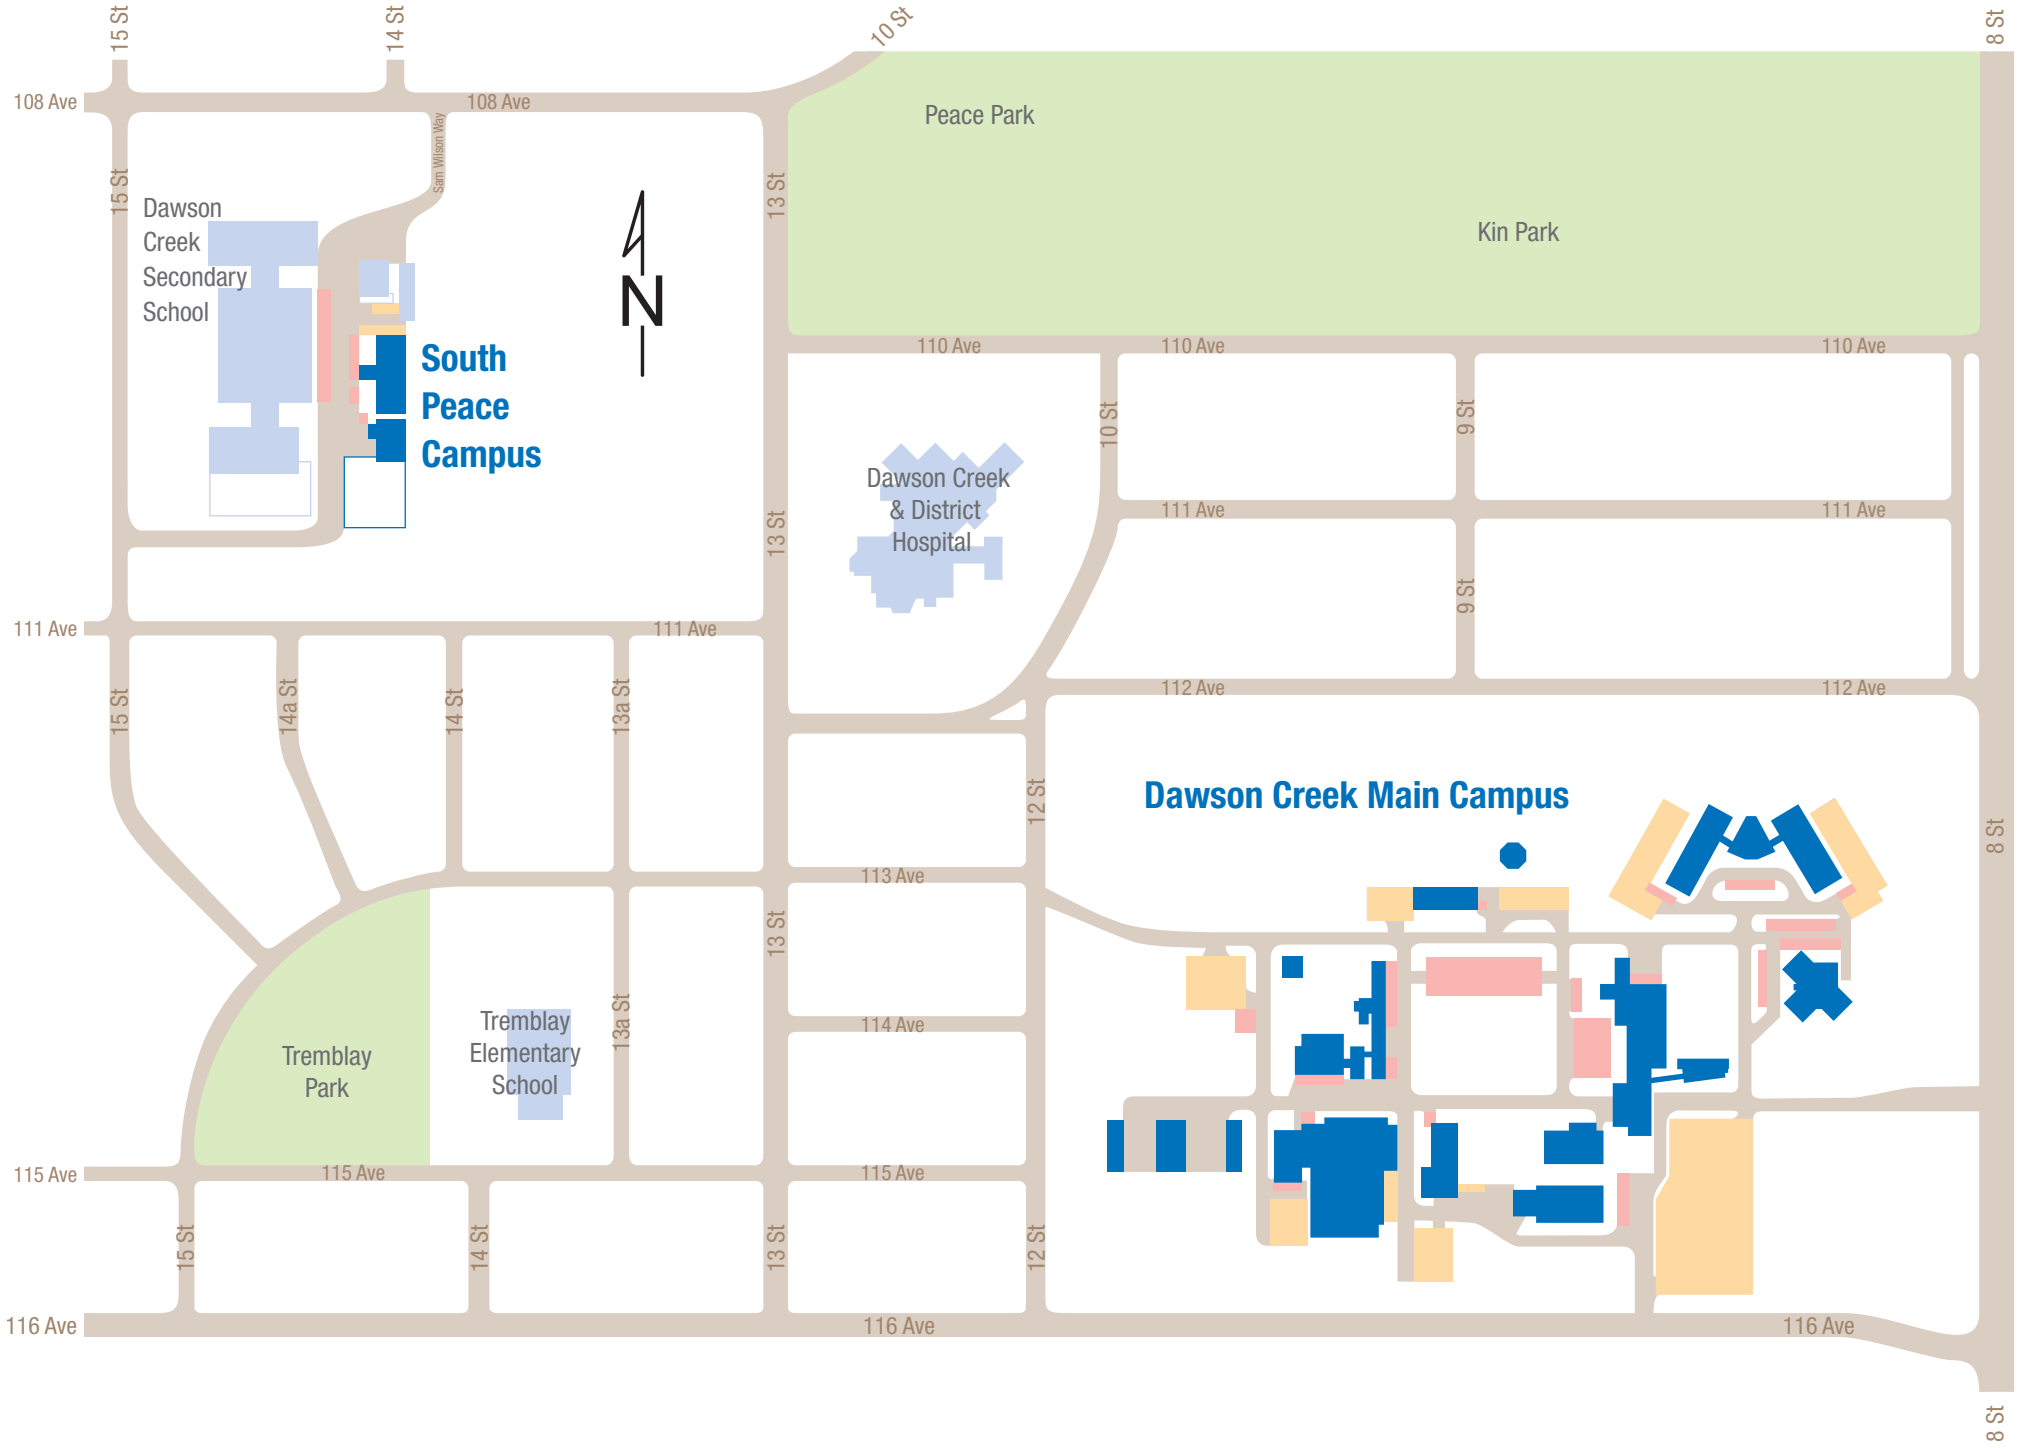 15 St
14 St
10 St
8 St
108 Ave
108 Ave
Peace Park
Sam Wilson Way
15 St
13 St
Dawson
Creek
Secondary
School
Kin Park
N
South
Peace
Campus
110 Ave
110 Ave
110 Ave
10 St
9 St
Dawson Creek
& District
Hospital
13 St
111 Ave
111 Ave
9 St
111 Ave
111 Ave
112 Ave
112 Ave
15 St
14a St
14 St
13a St
12 St
Dawson Creek Main Campus
8 St
113 Ave
13 St
Tremblay
Elementary
School
13a St
114 Ave
Tremblay
Park
115 Ave
115 Ave
115 Ave
15 St
14 St
13 St
12 St
116 Ave
116 Ave
116 Ave
8 St